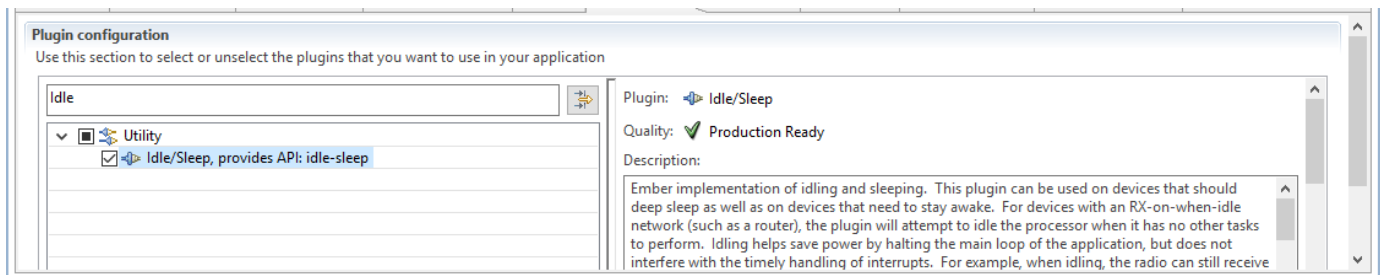 Plugin configuration
Use this section to select or unselect the plugins that you want to use in your application
Idle
Utility
Idle/Sleep, provides API: idle-sleep
Plugin: Idle/Sleep
Quality: Production Ready
Description:
Ember implementation of idling and sleeping. This plugin can be used on devices that should
deep sleep as well as on devices that need to stay awake. For devices with an RX-on-when-idle
network (such as a router), the plugin will attempt to idle the processor when it has no other tasks
to perform. Idling helps save power by halting the main loop of the application, but does not
interfere with the timely handling of interrupts. For example, when idling, the radio can still receive